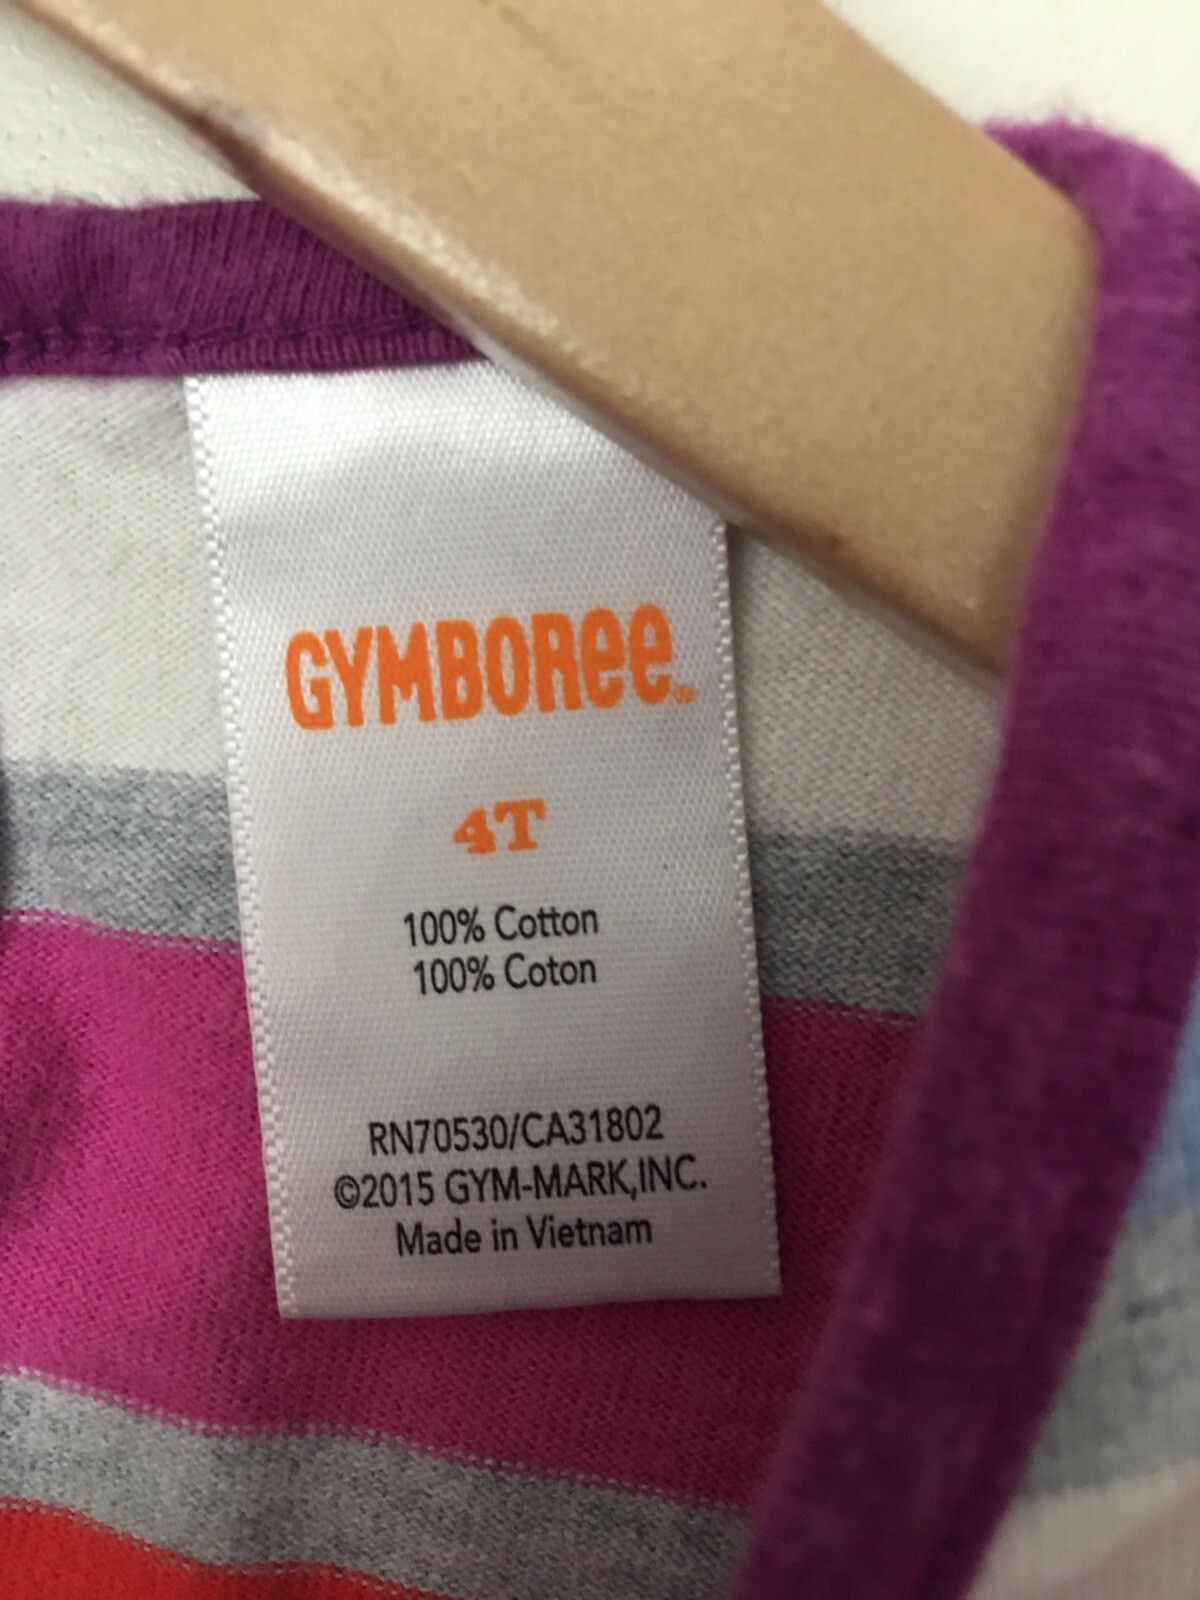 GYMBOREE®
4T
100% Cotton
100% Coton
RN70530/CA31802
©2015 GYM-MARK,INC.
Made in Vietnam